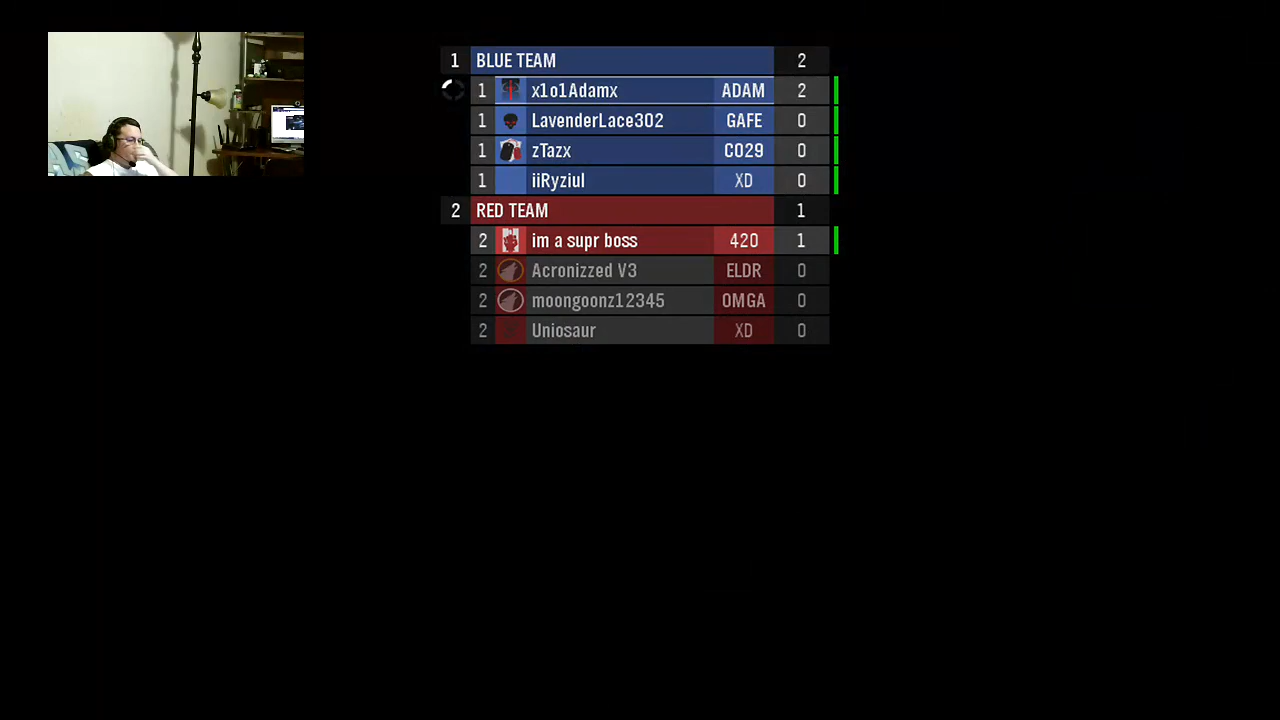 1 BLUE TEAM 2
1 x1o1Adamx ADAM 2
1 LavenderLace302 GAFE 0
1 zTazx CO29 0
1 iiRyziul XD 0
2 RED TEAM 1
2 im a supr boss 420 1
2 Acronizzed V3 ELDR 0
2 moongoonz12345 OMGA 0
2 Uniosaur XD 0